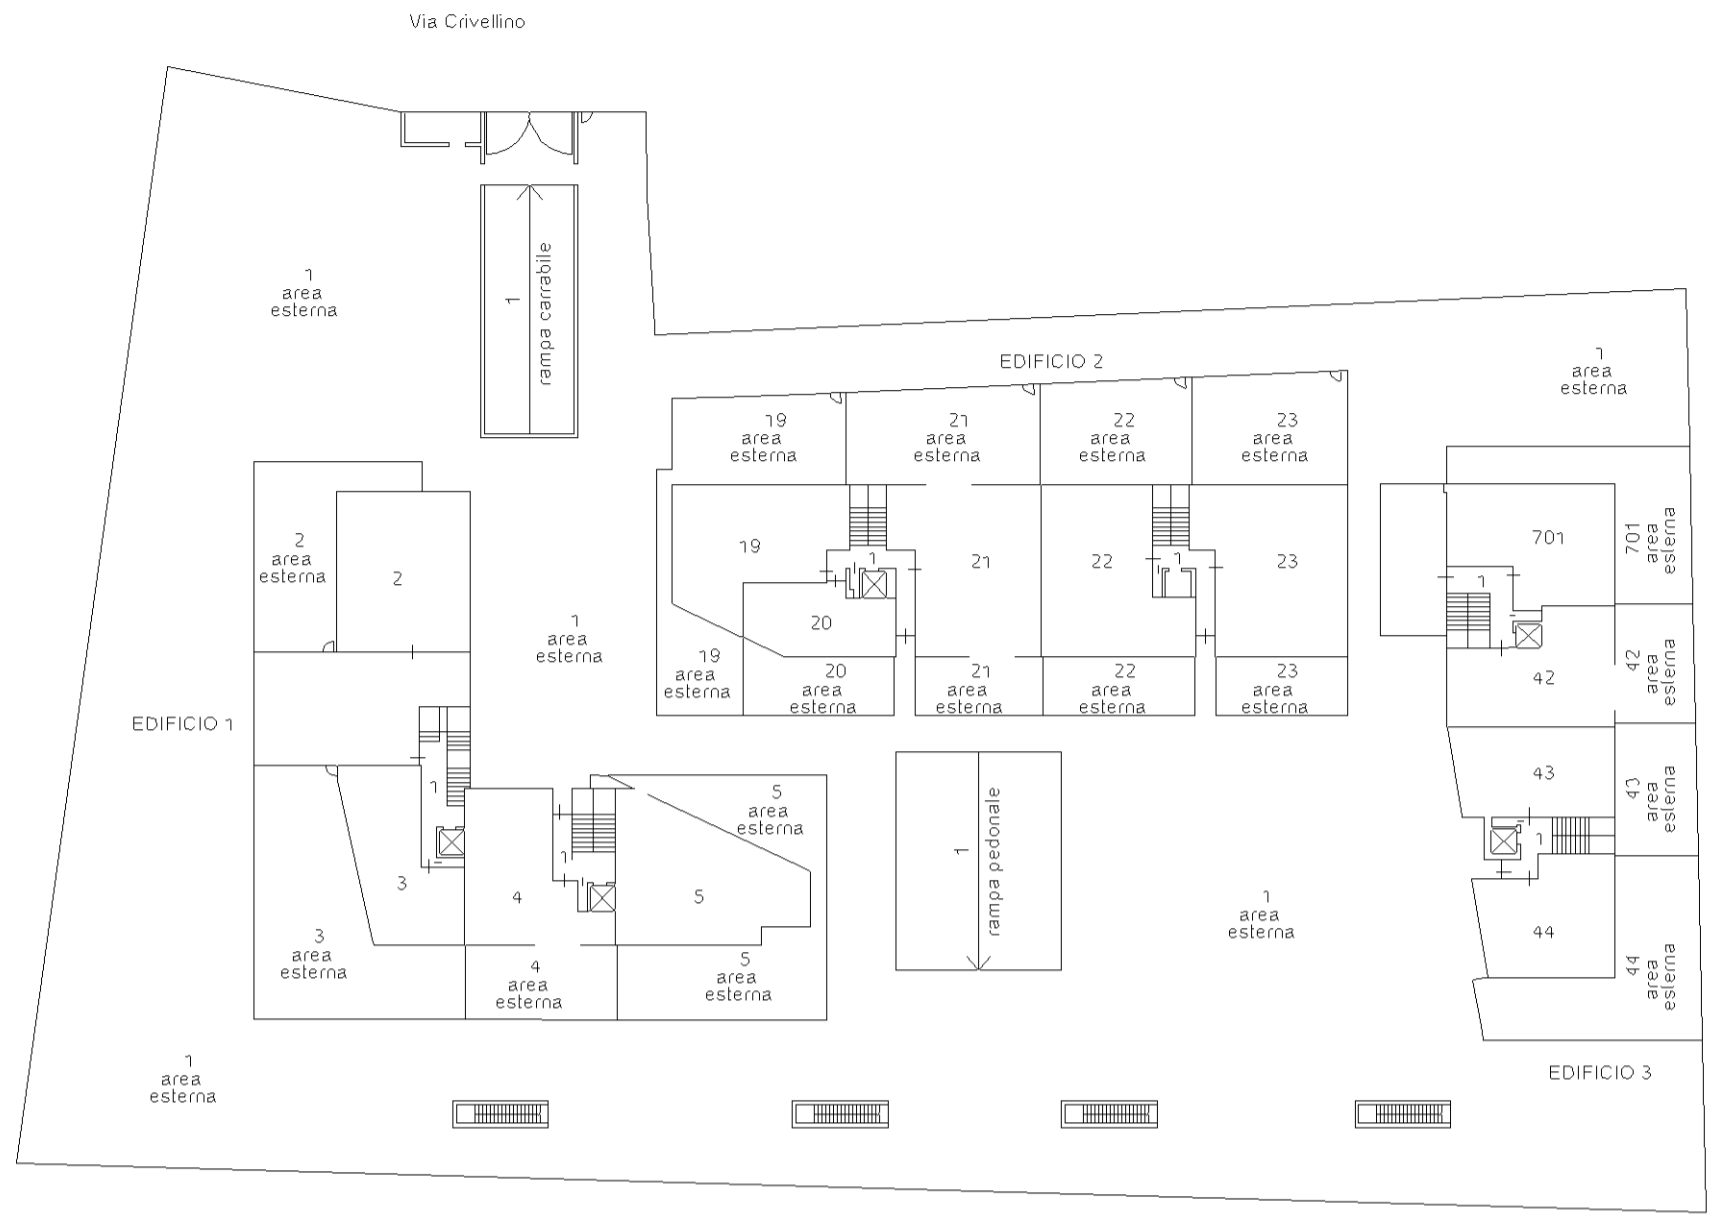 Via Crivellino
1
area
esterna
1
rampa carrabile
EDIFICIO 2
1
area
esterna
19
area
esterna
21
area
esterna
22
area
esterna
23
area
esterna
2
area
esterna
2
19
1
21
22
1
23
701
701
area
esterna
1
20
1
area
esterna
19
area
esterna
20
area
esterna
21
area
esterna
22
area
esterna
23
area
esterna
42
42
area
esterna
EDIFICIO 1
1
43
43
area
esterna
1
5
area
esterna
1
rampa pedonale
1
3
4
5
1
area
esterna
44
44
area
esterna
3
area
esterna
4
area
esterna
5
area
esterna
1
area
esterna
EDIFICIO 3